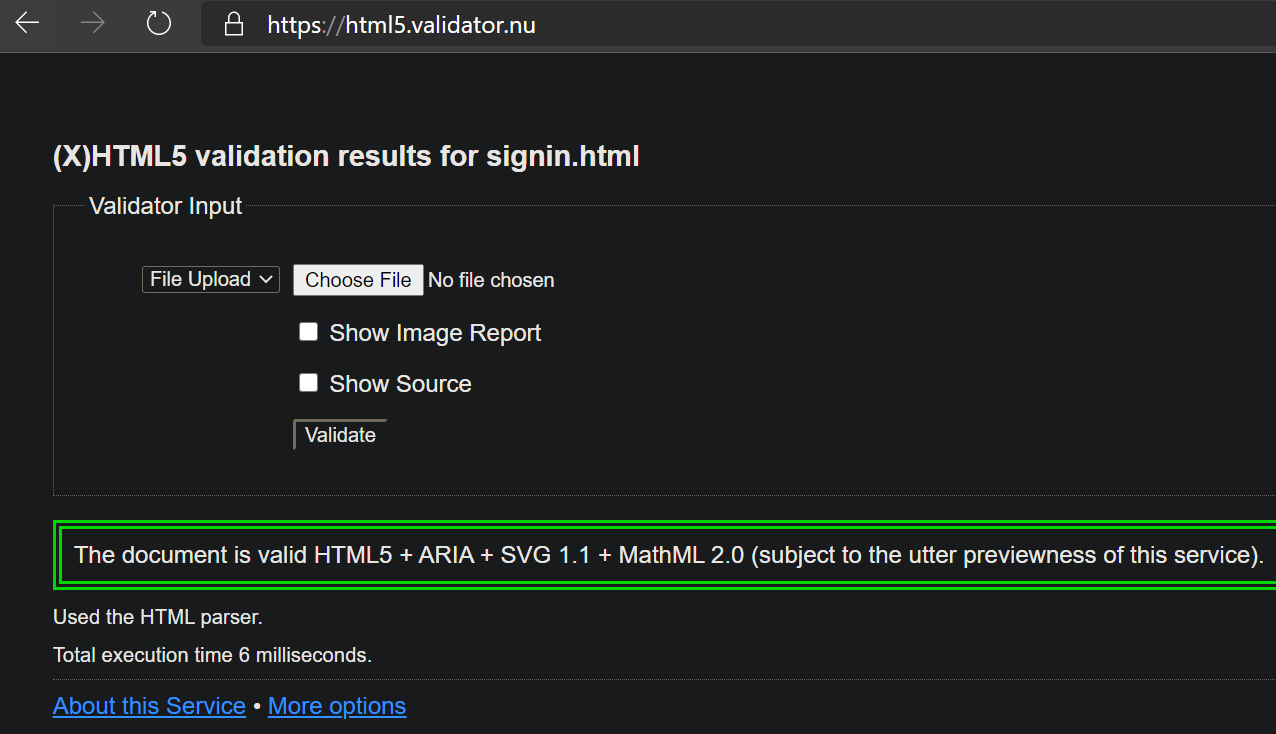 https://html5.validator.nu
(X)HTML5 validation results for signin.html
Validator Input
File Upload Choose File No file chosen
Show Image Report
Show Source
Validate
The document is valid HTML5 + ARIA + SVG 1.1 + MathML 2.0 (subject to the utter previewness of this service).
Used the HTML parser.
Total execution time 6 milliseconds.
About this Service • More options